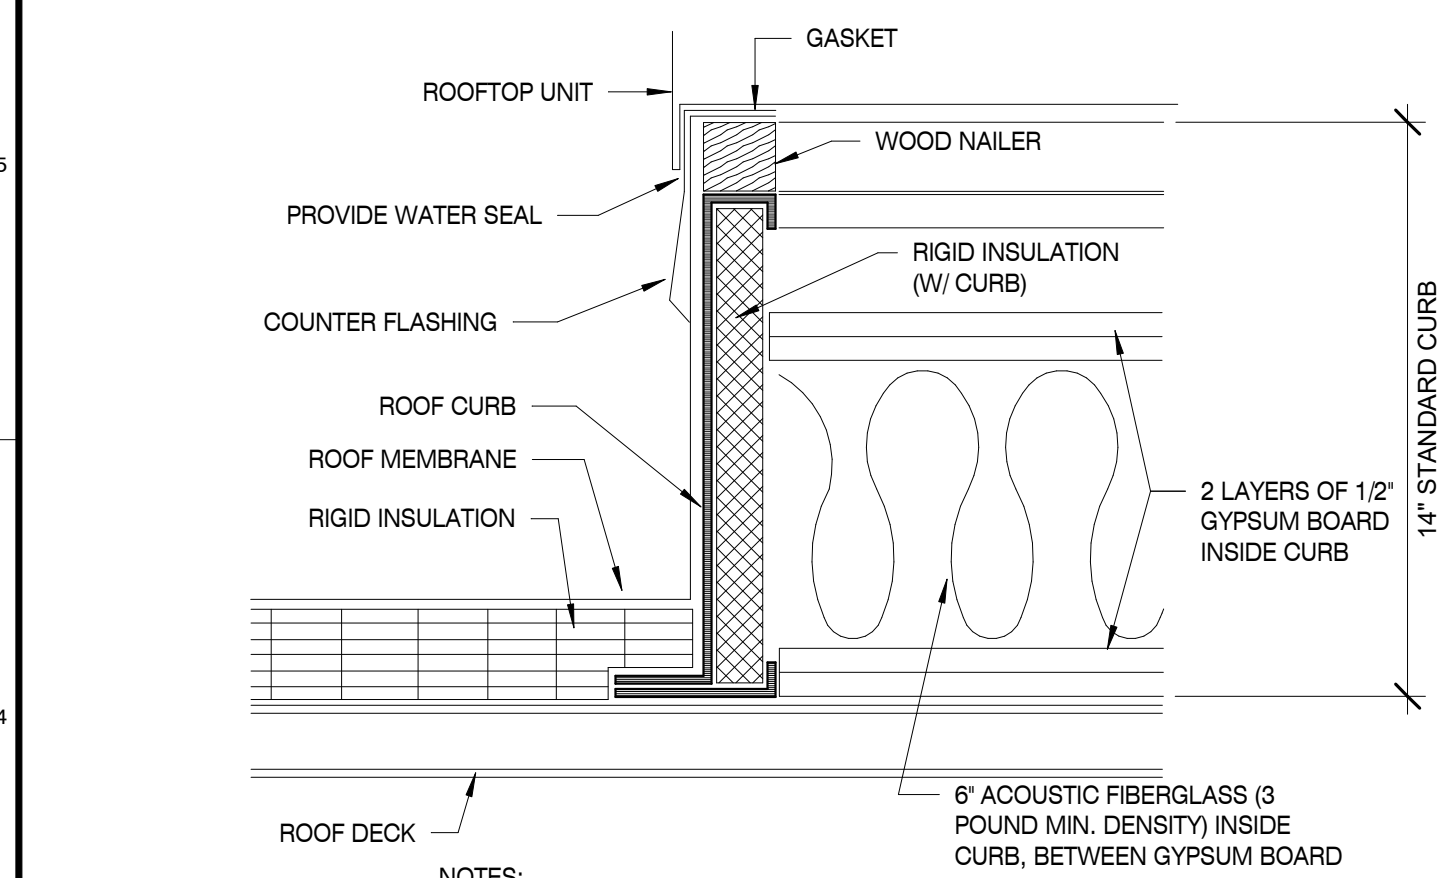 GASKET
ROOFTOP UNIT
WOOD NAILER
5
PROVIDE WATER SEAL
RIGID INSULATION
(W/ CURB)
COUNTER FLASHING
14" STANDARD CURB
ROOF CURB
ROOF MEMBRANE
RIGID INSULATION
2 LAYERS OF 1/2"
GYPSUM BOARD
INSIDE CURB
4
6" ACOUSTIC FIBERGLASS (3
POUND MIN. DENSITY) INSIDE
CURB, BETWEEN GYPSUM BOARD
ROOF DECK
NOTES: